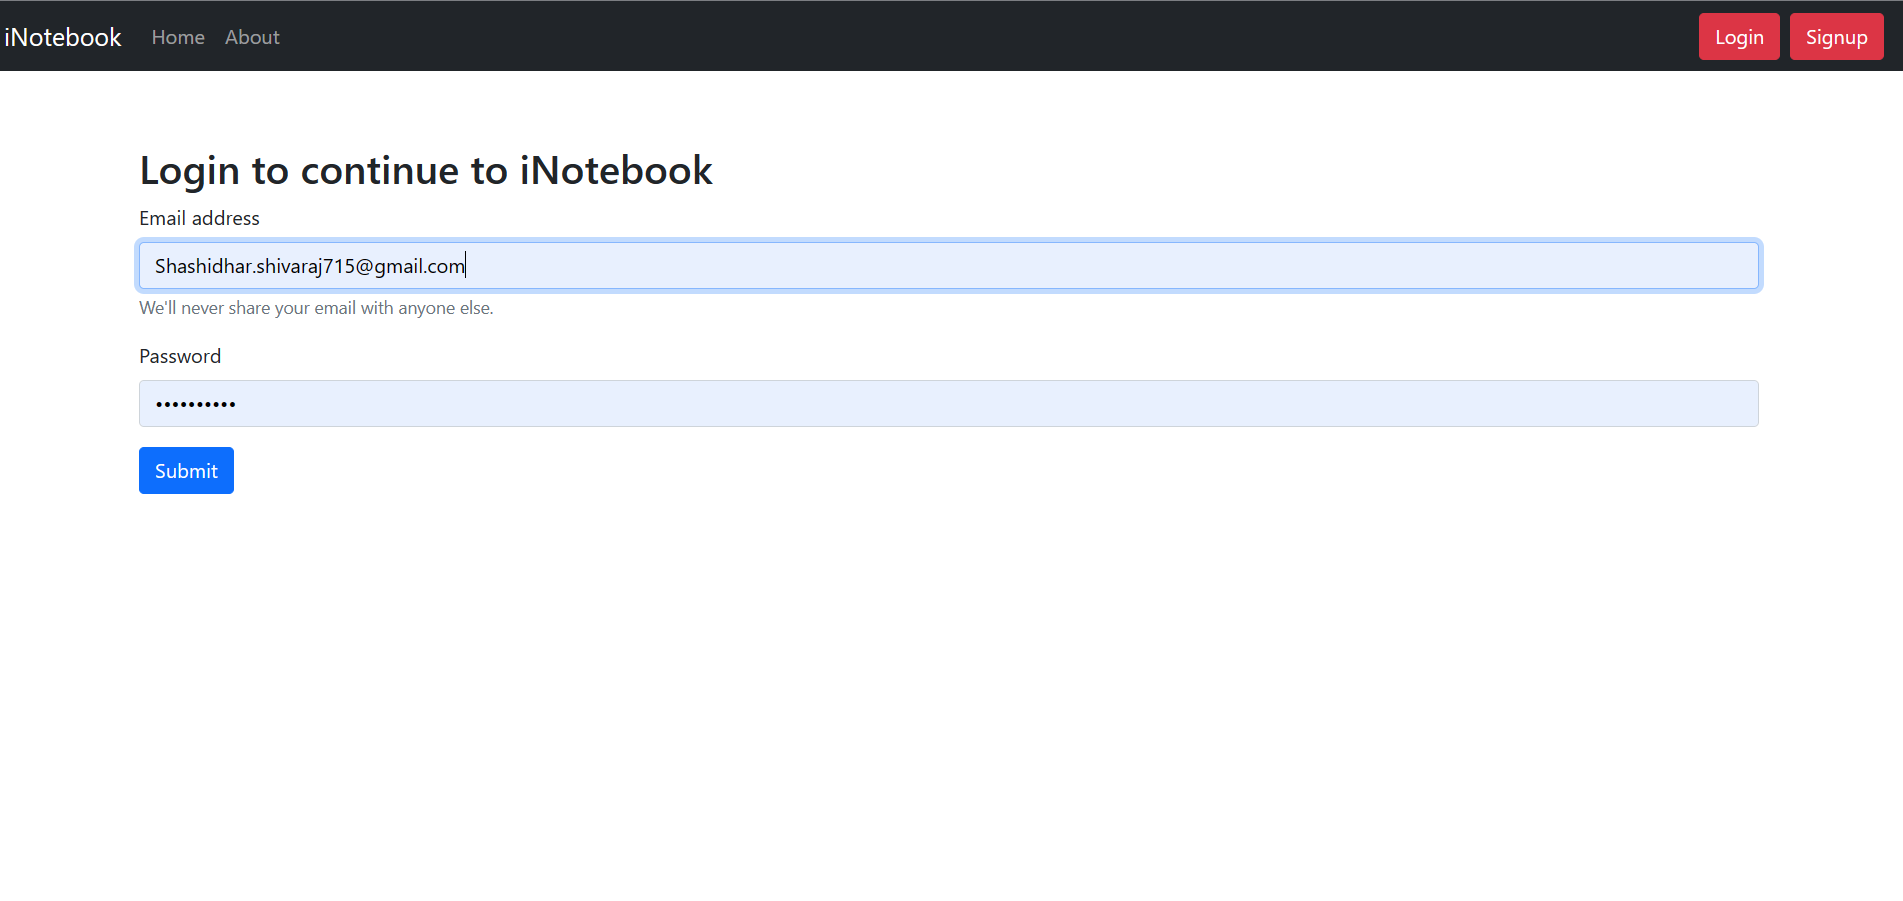 iNotebook Home About Login Signup
Login to continue to iNotebook
Email address
Shashidhar.shivaraj715@gmail.com
We'll never share your email with anyone else.
Password
••••••••••
Submit